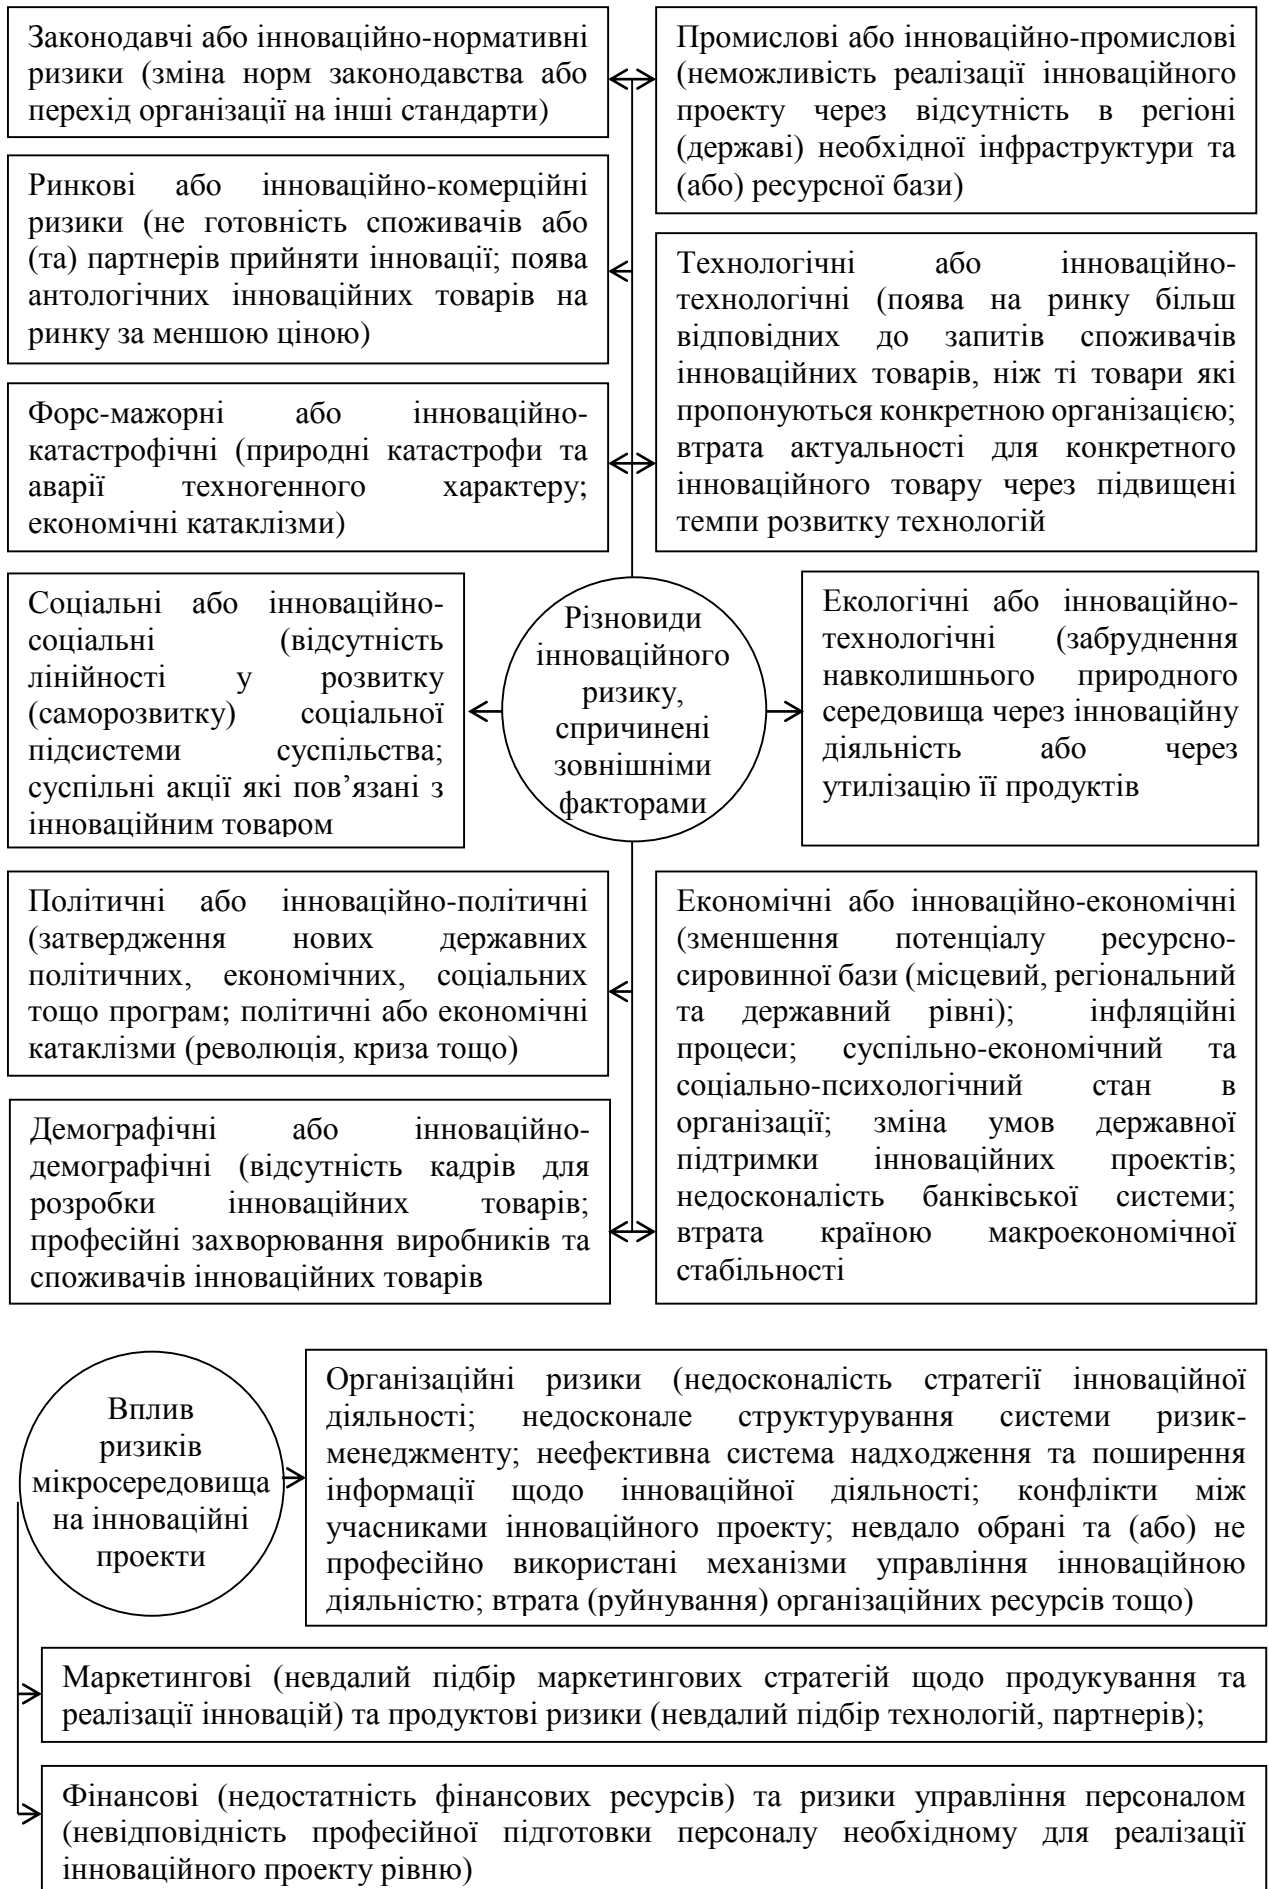 Законодавчі або інноваційно-нормативні
ризики (зміна норм законодавства або
перехід організації на інші стандарти)
Промислові або інноваційно-промислові
(неможливість реалізації інноваційного
проекту через відсутність в регіоні
(державі) необхідної інфраструктури та
(або) ресурсної бази)
Ринкові або інноваційно-комерційні
ризики (не готовність споживачів або
(та) партнерів прийняти інновації; поява
антологічних інноваційних товарів на
ринку за меншою ціною)
Технологічні або інноваційно-
технологічні (поява на ринку більш
відповідних до запитів споживачів
інноваційних товарів, ніж ті товари які
пропонуються конкретною організацією;
втрата актуальності для конкретного
інноваційного товару через підвищені
темпи розвитку технологій
Форс-мажорні або інноваційно-
катастрофічні (природні катастрофи та
аварії техногенного характеру;
економічні катаклізми)
Соціальні або інноваційно-
соціальні (відсутність
лінійності у розвитку
(саморозвитку) соціальної
підсистеми суспільства;
суспільні акції які пов’язані з
інноваційним товаром
Різновиди
інноваційного
ризику,
спричинені
зовнішніми
факторами
Екологічні або інноваційно-
технологічні (забруднення
навколишнього природного
середовища через інноваційну
діяльність або через
утилізацію її продуктів
Політичні або інноваційно-політичні
(затвердження нових державних
політичних, економічних, соціальних
тощо програм; політичні або економічні
катаклізми (революція, криза тощо)
Економічні або інноваційно-економічні
(зменшення потенціалу ресурсно-
сировинної бази (місцевий, регіональний
та державний рівні); інфляційні
процеси; суспільно-економічний та
соціально-психологічний стан в
організації; зміна умов державної
підтримки інноваційних проектів;
недосконалість банківської системи;
втрата країною макроекономічної
стабільності
Демографічні або інноваційно-
демографічні (відсутність кадрів для
розробки інноваційних товарів;
професійні захворювання виробників та
споживачів інноваційних товарів
Вплив
ризиків
мікросередовища
на інноваційні
проекти
Організаційні ризики (недосконалість стратегії інноваційної
діяльності; недосконале структурування системи ризик-
менеджменту; неефективна система надходження та поширення
інформації щодо інноваційної діяльності; конфлікти між
учасниками інноваційного проекту; невдало обрані та (або) не
професійно використані механізми управління інноваційною
діяльністю; втрата (руйнування) організаційних ресурсів тощо)
Маркетингові (невдалий підбір маркетингових стратегій щодо продукування та
реалізації інновацій) та продуктові ризики (невдалий підбір технологій, партнерів);
Фінансові (недостатність фінансових ресурсів) та ризики управління персоналом
(невідповідність професійної підготовки персоналу необхідному для реалізації
інноваційного проекту рівню)